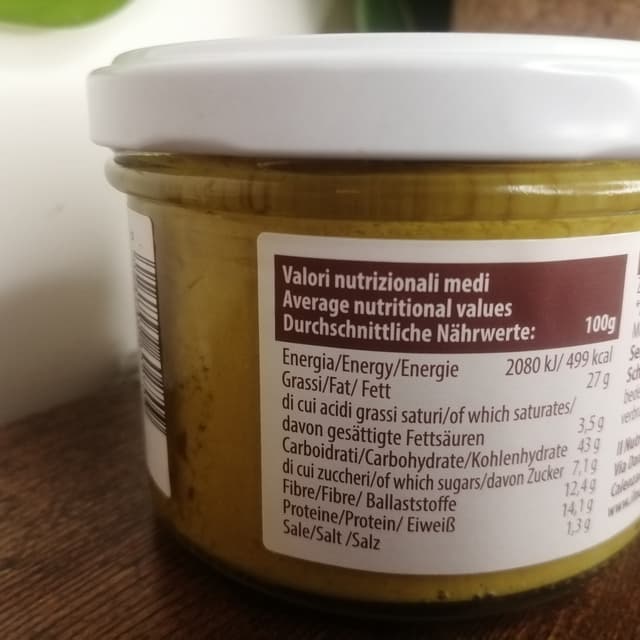 Valori nutrizionali medi
Average nutritional values
Durchschnittliche Nährwerte: 100g
Energia/Energy/Energie 2080 kJ/ 499 kcal
Grassi/Fat/ Fett 27 g
di cui acidi grassi saturi/of which saturates/
davon gesättigte Fettsäuren 3,5 g
Carboidrati/Carbohydrate/Kohlenhydrate 43 g
di cui zuccheri/of which sugars/davon Zucker 7,1 g
Fibre/Fibre/ Ballaststoffe 12,4 g
Proteine/Protein/ Eiweiß 14,1 g
Sale/Salt /Salz 1,3 g